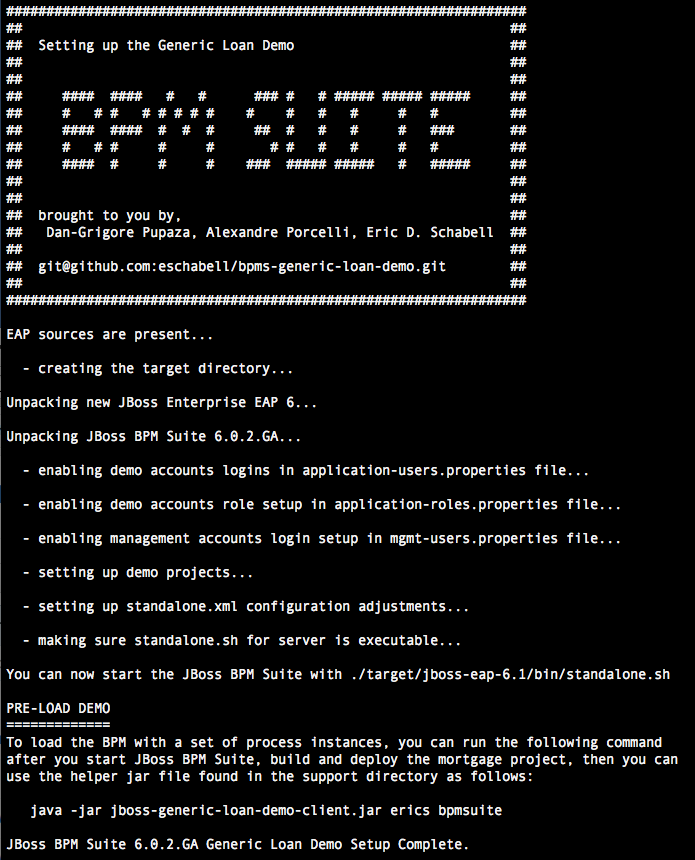 #################################################################
##                                                             ##
##  Setting up the Generic Loan Demo                           ##
##                                                             ##
##                                                             ##
##     ####  ####   #   #      ### #   # ##### ##### #####     ##
##     #   # #   # # # # #    #    #   #   #     #   #         ##
##     ####  ####  #  #  #     ##  #   #   #     #   ###       ##
##     #   # #     #     #       # #   #   #     #   #         ##
##     ####  #     #     #    ###  ##### #####   #   #####     ##
##                                                             ##
##                                                             ##
##  brought to you by,                                         ##
##   Dan-Grigore Pupaza, Alexandre Porcelli, Eric D. Schabell  ##
##                                                             ##
##  git@github.com:eschabell/bpms-generic-loan-demo.git        ##
##                                                             ##
#################################################################
EAP sources are present...
  - creating the target directory...
Unpacking new JBoss Enterprise EAP 6...
Unpacking JBoss BPM Suite 6.0.2.GA...
  - enabling demo accounts logins in application-users.properties file...
  - enabling demo accounts role setup in application-roles.properties file...
  - enabling management accounts login setup in mgmt-users.properties file...
  - setting up demo projects...
  - setting up standalone.xml configuration adjustments...
  - making sure standalone.sh for server is executable...
You can now start the JBoss BPM Suite with ./target/jboss-eap-6.1/bin/standalone.sh
PRE-LOAD DEMO
=============
To load the BPM with a set of process instances, you can run the following command
after you start JBoss BPM Suite, build and deploy the mortgage project, then you can
use the helper jar file found in the support directory as follows:
   java -jar jboss-generic-loan-demo-client.jar erics bpmsuite
JBoss BPM Suite 6.0.2.GA Generic Loan Demo Setup Complete.